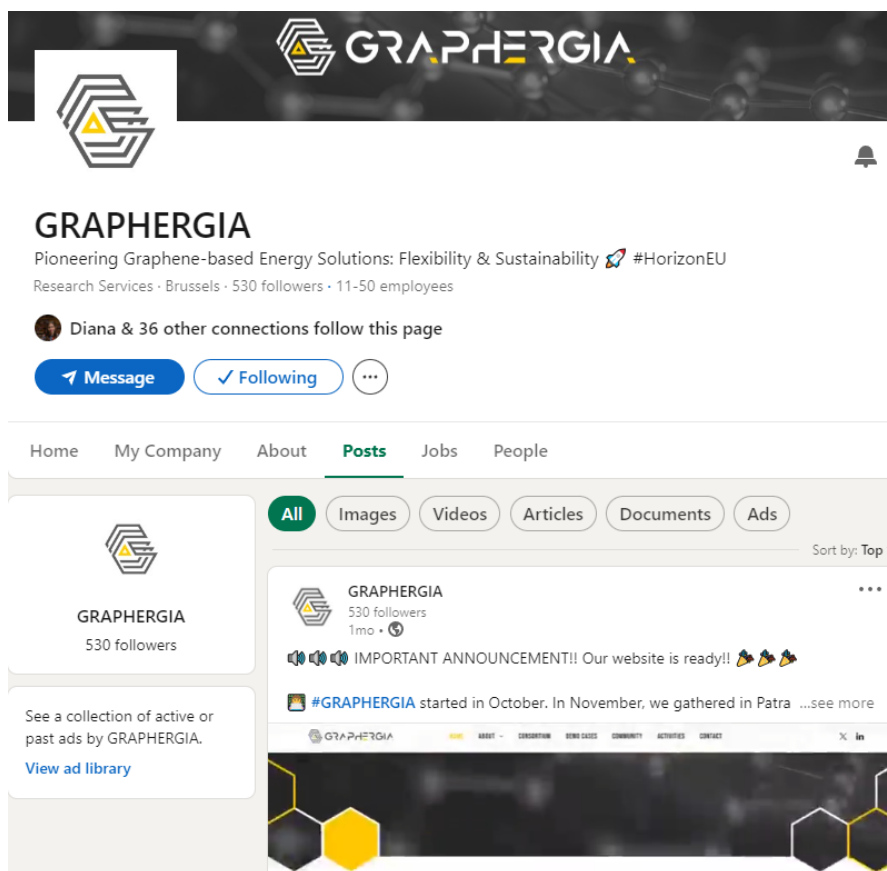 GRAPHERGIA
GRAPHERGIA
Pioneering Graphene-based Energy Solutions: Flexibility & Sustainability 🚀 #HorizonEU
Research Services · Brussels · 530 followers · 11-50 employees
Diana & 36 other connections follow this page
Message
✓ Following
Home My Company About Posts Jobs People
All Images Videos Articles Documents Ads
Sort by: Top
GRAPHERGIA
530 followers
See a collection of active or
past ads by GRAPHERGIA.
View ad library
GRAPHERGIA
530 followers
1mo •
🔊🔊🔊 IMPORTANT ANNOUNCEMENT!! Our website is ready!! 🎉🎉🎉
#GRAPHERGIA started in October. In November, we gathered in Patra ...see more
GRAPHERGIA HOME ABOUT CONSORTIUM DEMO CASES COMMUNITY ACTIVITIES CONTACT X in